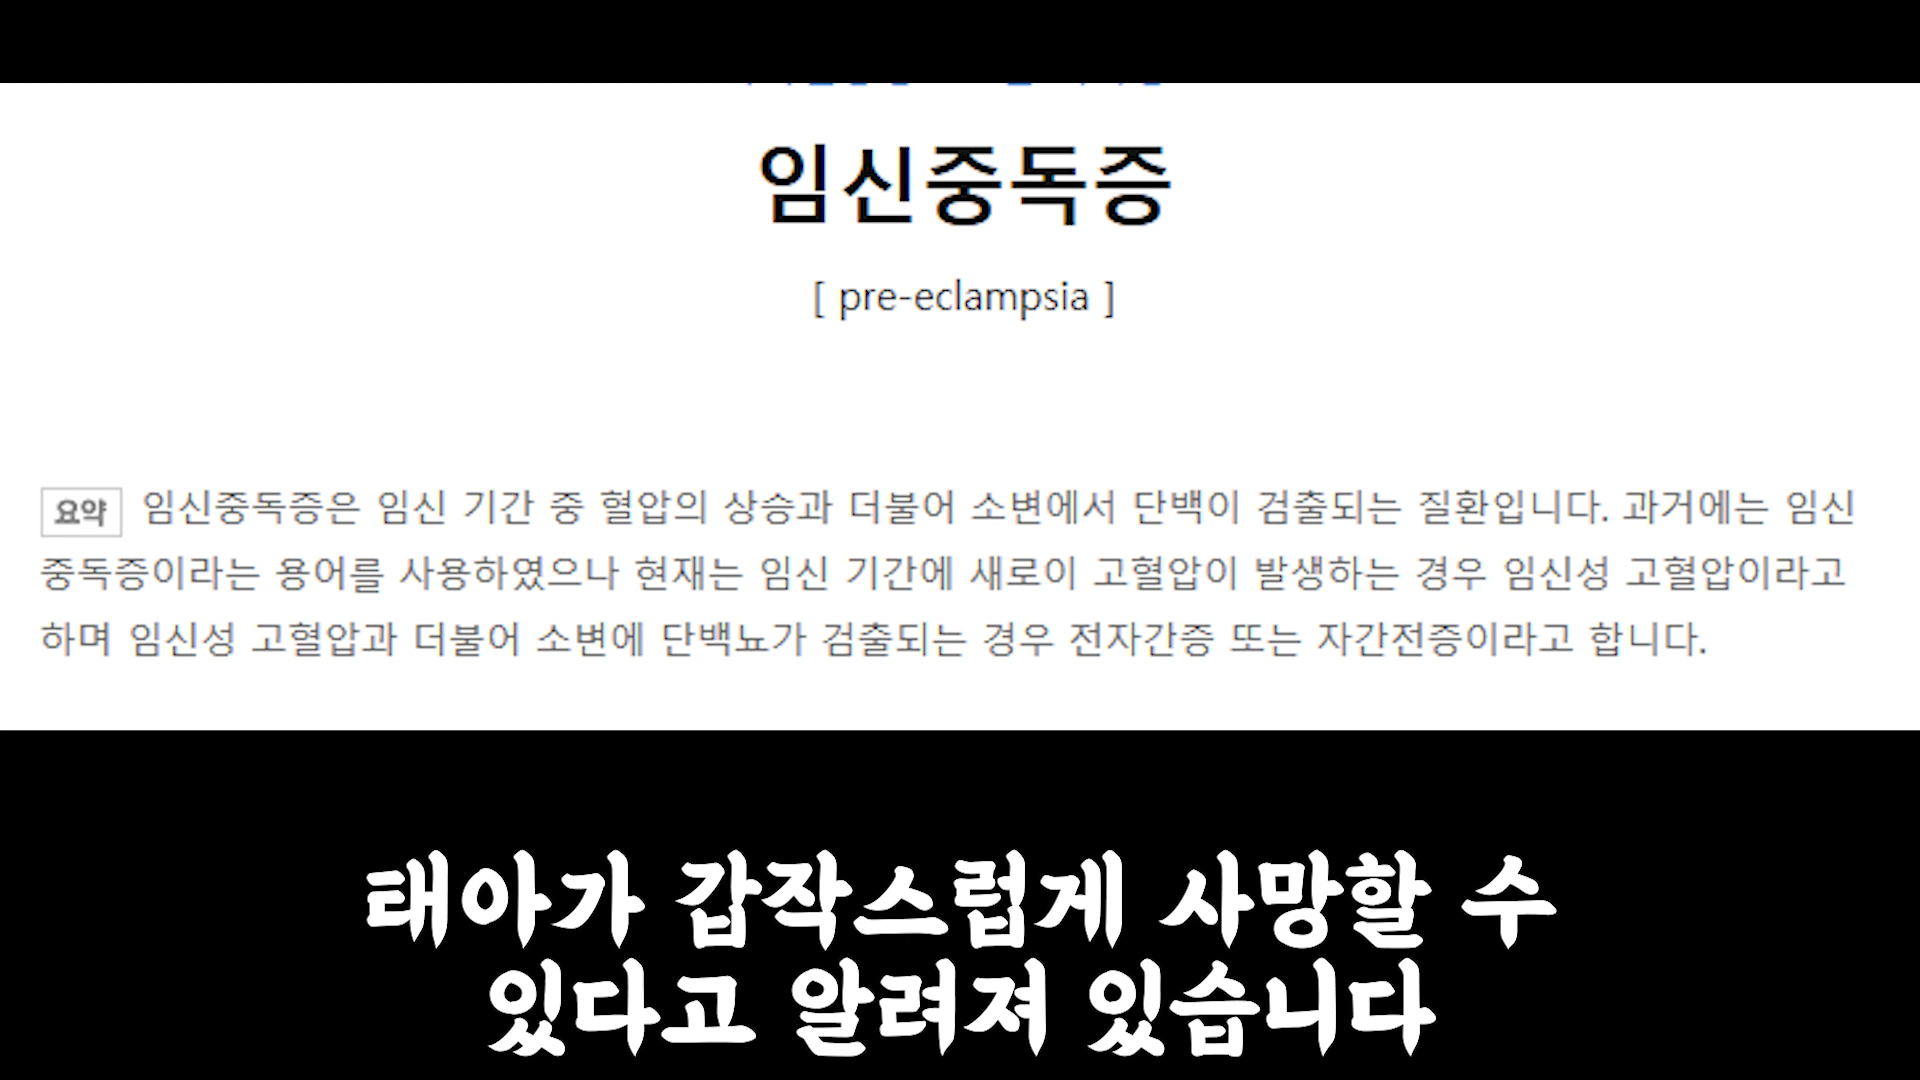 임신중독증
[ pre-eclampsia ]
요약 임신중독증은 임신 기간 중 혈압의 상승과 더불어 소변에서 단백이 검출되는 질환입니다. 과거에는 임신
중독증이라는 용어를 사용하였으나 현재는 임신 기간에 새로이 고혈압이 발생하는 경우 임신성 고혈압이라고
하며 임신성 고혈압과 더불어 소변에 단백뇨가 검출되는 경우 전자간증 또는 자간전증이라고 합니다.
태아가 갑작스럽게 사망할 수
있다고 알려져 있습니다